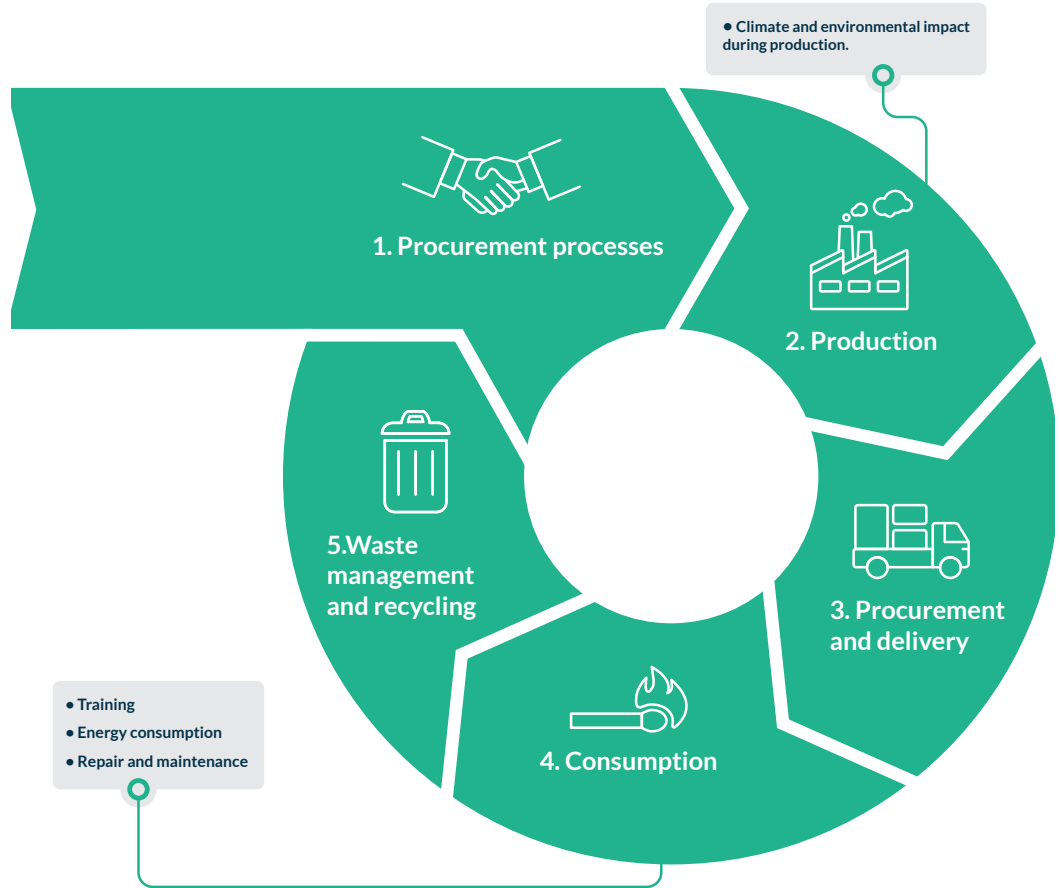 ● Climate and environmental impact
during production.
1. Procurement processes
2. Production
3. Procurement
and delivery
4. Consumption
5.Waste
management
and recycling
● Training
● Energy consumption
● Repair and maintenance